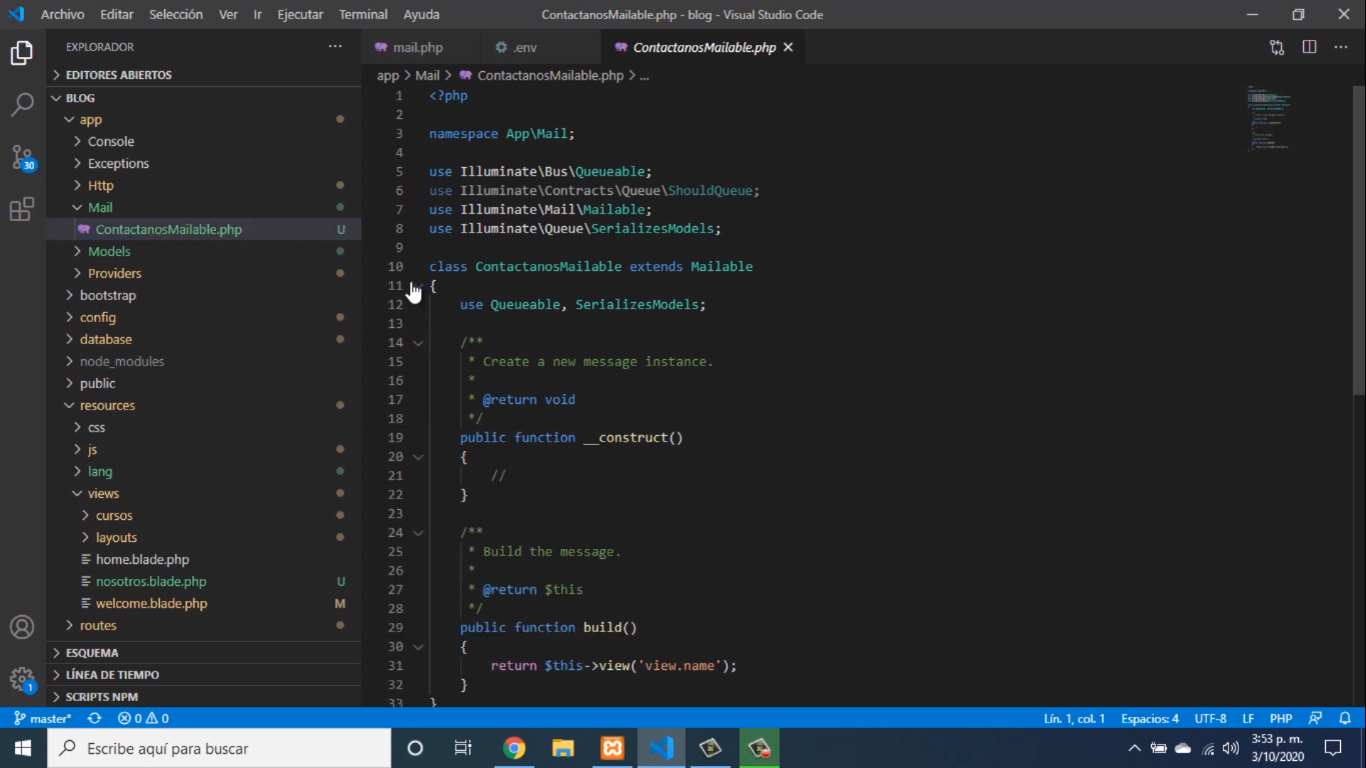 Archivo Editar Selección Ver Ir Ejecutar Terminal Ayuda ContactanosMailable.php - blog - Visual Studio Code
EXPLORADOR
EDITORES ABIERTOS
BLOG
app
Console
Exceptions
Http
Mail
ContactanosMailable.php U
Models
Providers
bootstrap
config
database
node_modules
public
resources
css
js
lang
views
cursos
layouts
home.blade.php
nosotros.blade.php U
welcome.blade.php M
routes
ESQUEMA
LÍNEA DE TIEMPO
SCRIPTS NPM
30
1
mail.php .env ContactanosMailable.php
app > Mail > ContactanosMailable.php > ...
1 <?php
2
3 namespace App\Mail;
4
5 use Illuminate\Bus\Queueable;
6 use Illuminate\Contracts\Queue\ShouldQueue;
7 use Illuminate\Mail\Mailable;
8 use Illuminate\Queue\SerializesModels;
9
10 class ContactanosMailable extends Mailable
11 {
12 use Queueable, SerializesModels;
13
14 /**
15 * Create a new message instance.
16 *
17 * @return void
18 */
19 public function __construct()
20 {
21 //
22 }
23
24 /**
25 * Build the message.
26 *
27 * @return $this
28 */
29 public function build()
30 {
31 return $this->view('view.name');
32 }
33 }
master* 0 0 Lín. 1, col. 1 Espacios: 4 UTF-8 LF PHP
Escribe aquí para buscar
3:53 p. m.
3/10/2020